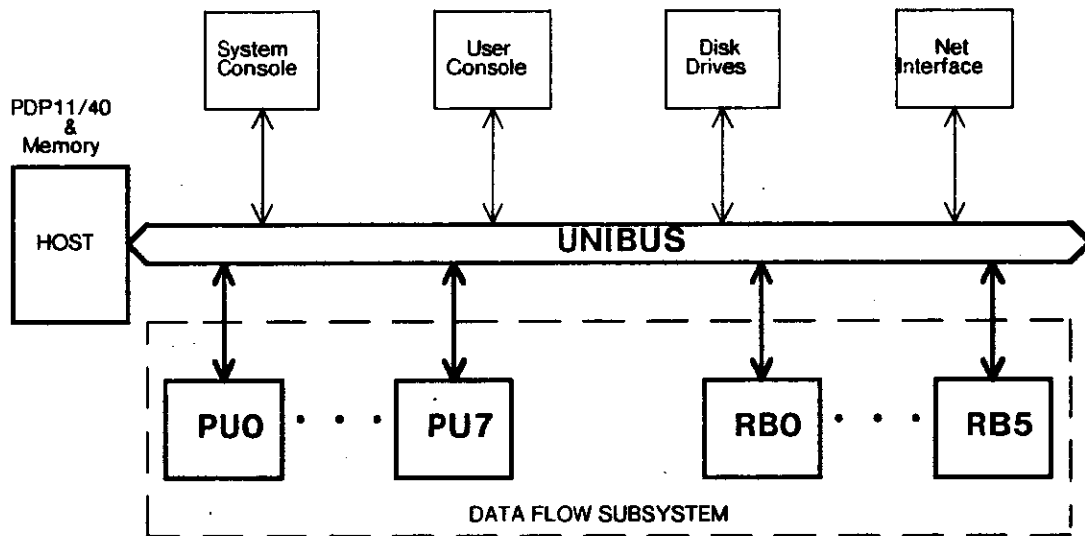 System
Console
User
Console
Disk
Drives
Net
Interface
PDP11/40
&
Memory
HOST
UNIBUS
PU0 · · · PU7
RB0 · · · RB5
DATA FLOW SUBSYSTEM